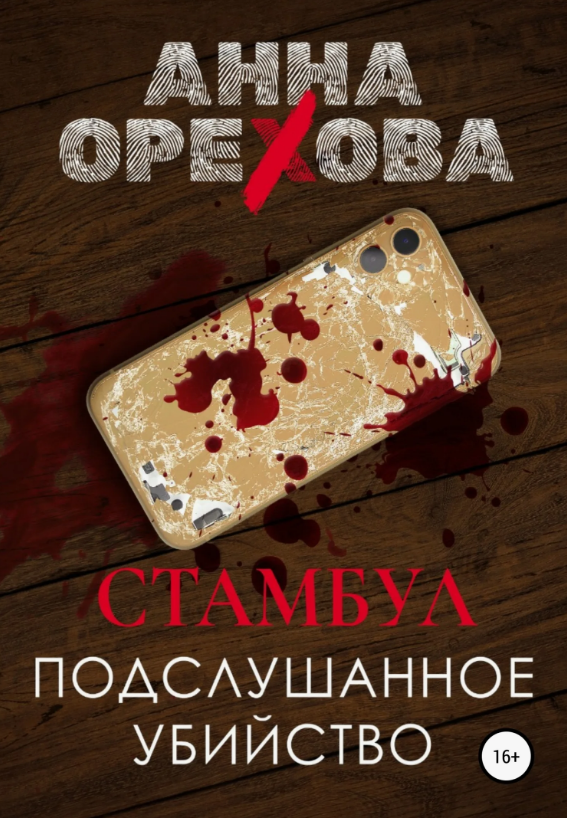 АННА
ОРЕХОВА
СТАМБУЛ
ПОДСЛУШАННОЕ
УБИЙСТВО
16+